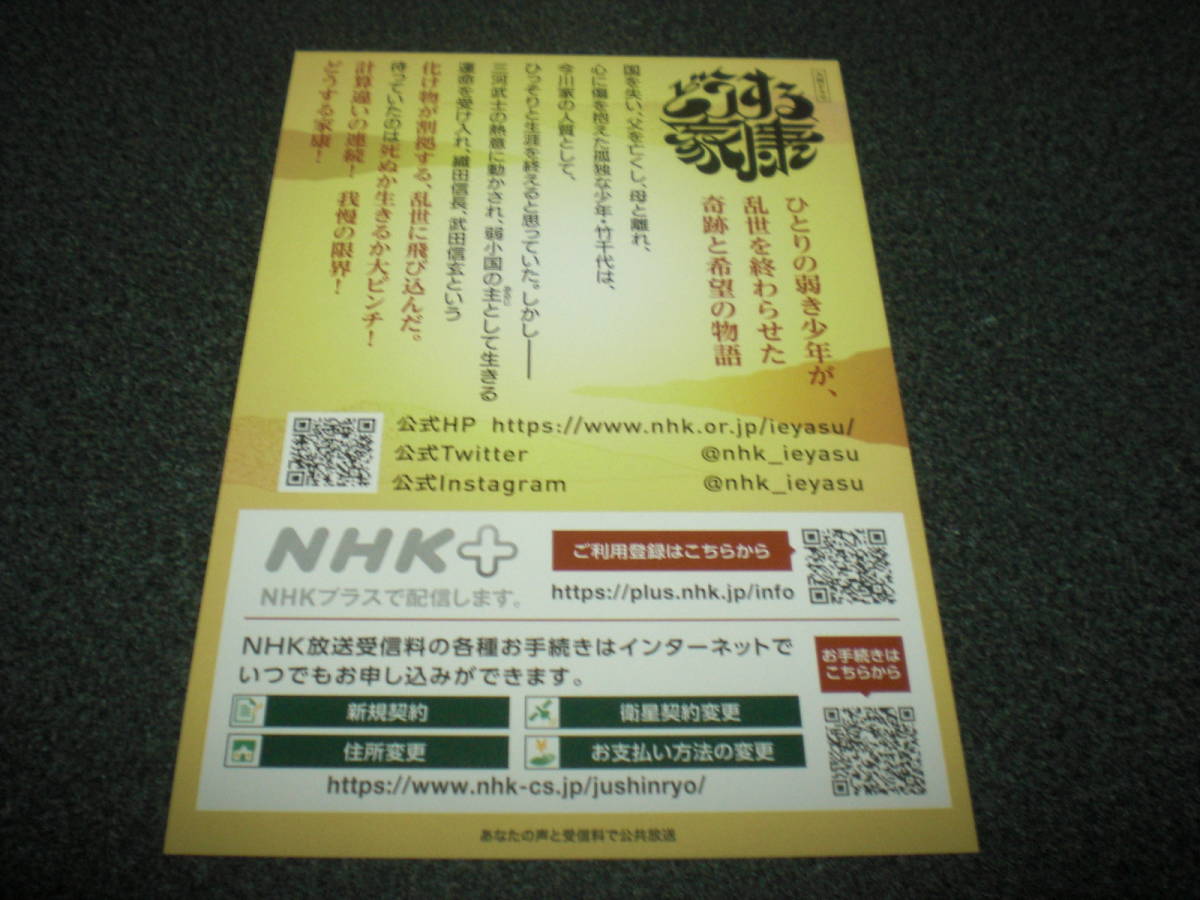 どうする
家康
ひとりの弱き少年が、
乱世を終わらせた
奇跡と希望の物語
国を失い、父を亡くし、母と離れ、
心に傷を抱えた孤独な少年・竹千代は、
今川家の人質として、
ひっそりと生涯を終えると思っていた。しかし――
三河武士の熱意に動かされ、弱小国の主として生きる
運命を受け入れ、織田信長、武田信玄という
化け物が割拠する、乱世に飛び込んだ。
待っていたのは死ぬか生きるか大ピンチ！
計算違いの連続！ 我慢の限界！
どうする家康！
公式HP https://www.nhk.or.jp/ieyasu/
公式Twitter @nhk_ieyasu
公式Instagram @nhk_ieyasu
NHK+
NHKプラスで配信します。
ご利用登録はこちらから
https://plus.nhk.jp/info
NHK放送受信料の各種お手続きはインターネットで
いつでもお申し込みができます。
お手続きは
こちらから
新規契約
衛星契約変更
住所変更
お支払い方法の変更
https://www.nhk-cs.jp/jushinryo/
あなたの声と受信料で公共放送